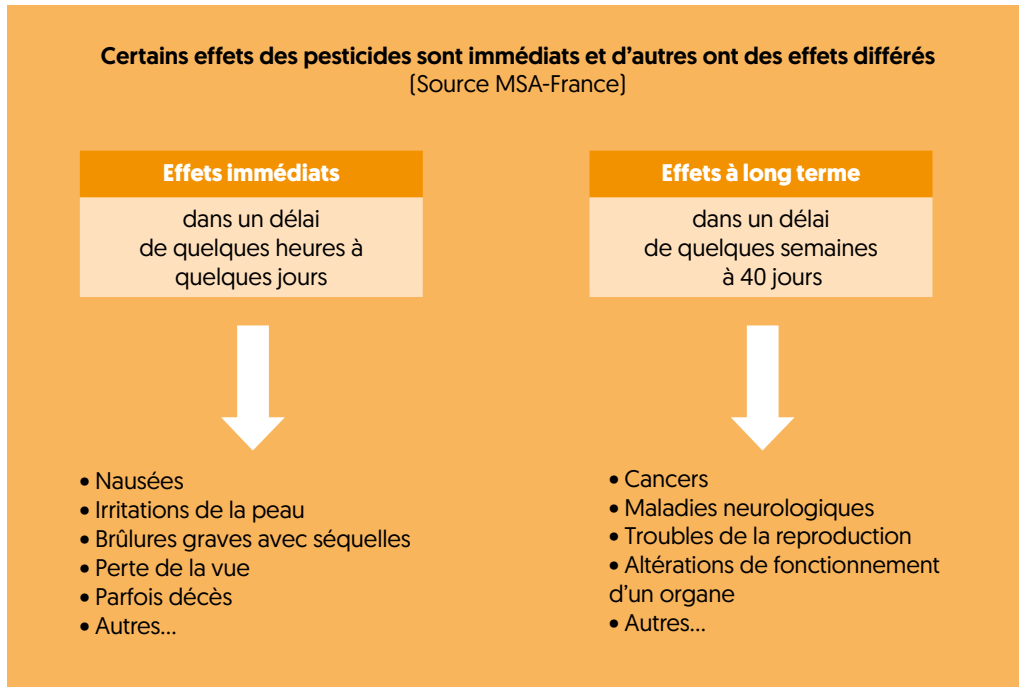 Certains effets des pesticides sont immédiats et d'autres ont des effets différés
(Source MSA-France)
Effets immédiats
dans un délai
de quelques heures à
quelques jours
• Nausées
• Irritations de la peau
• Brûlures graves avec séquelles
• Perte de la vue
• Parfois décès
• Autres...
Effets à long terme
dans un délai
de quelques semaines
à 40 jours
• Cancers
• Maladies neurologiques
• Troubles de la reproduction
• Altérations de fonctionnement
d'un organe
• Autres...